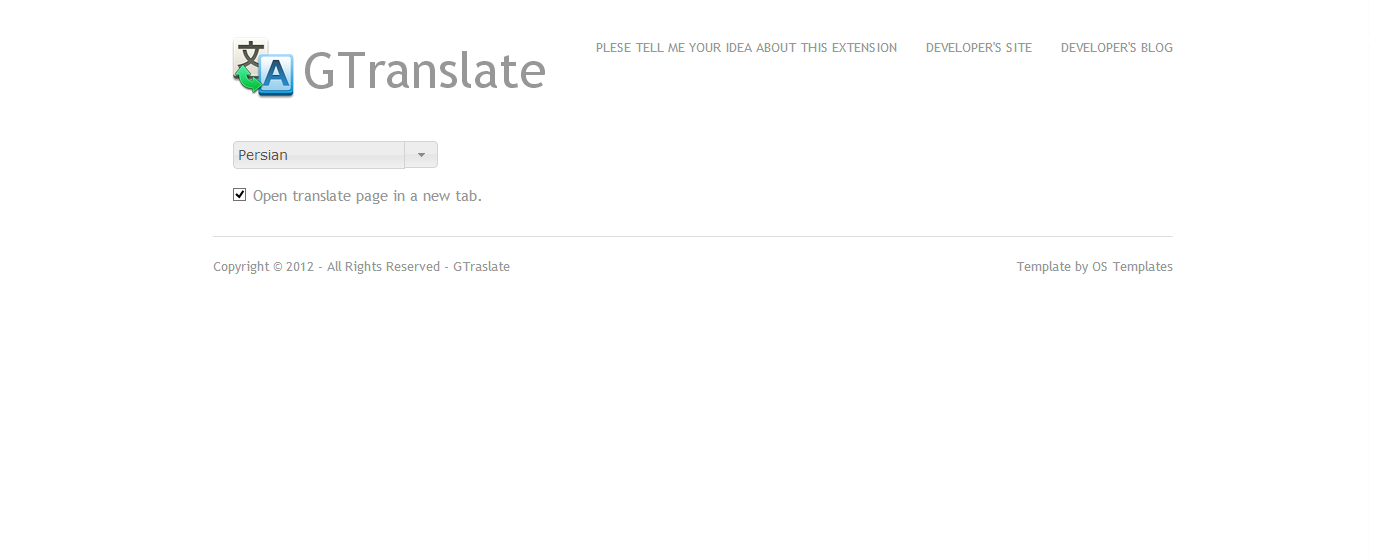 文
A GTranslate
PLESE TELL ME YOUR IDEA ABOUT THIS EXTENSION DEVELOPER'S SITE DEVELOPER'S BLOG
Persian
Open translate page in a new tab.
Copyright © 2012 - All Rights Reserved - GTraslate
Template by OS Templates